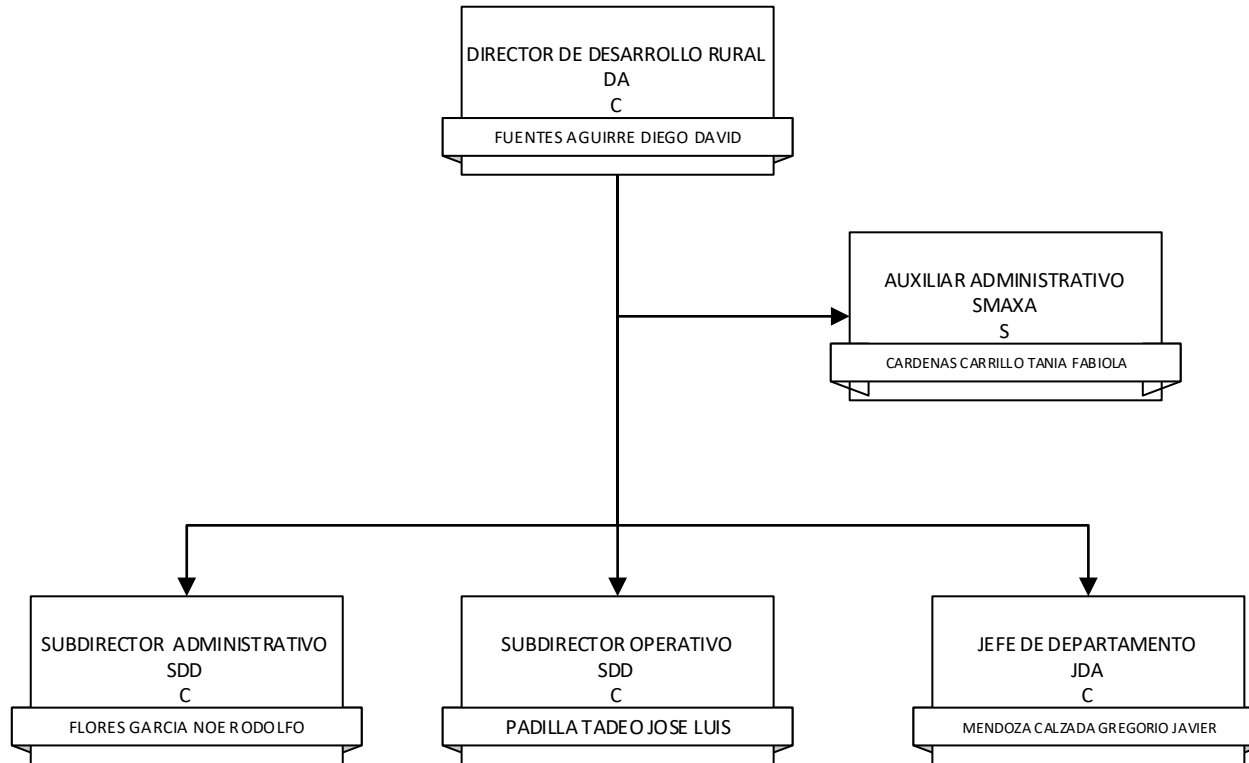 DIRECTOR DE DESARROLLO RURAL
DA
C
FUENTES AGUIRRE DIEGO DAVID
AUXILIAR ADMINISTRATIVO
SMAXA
S
CARDENAS CARRILLO TANIA FABIOLA
SUBDIRECTOR ADMINISTRATIVO
SDD
C
FLORES GARCIA NOE RODOLFO
SUBDIRECTOR OPERATIVO
SDD
C
PADILLA TADEO JOSE LUIS
JEFE DE DEPARTAMENTO
JDA
C
MENDOZA CALZADA GREGORIO JAVIER